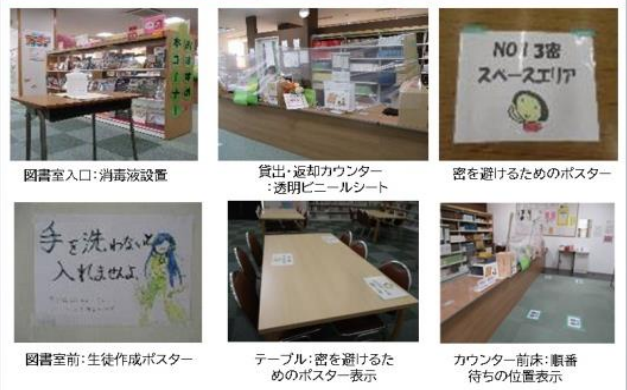 図書室入口：消毒液設置
貸出・返却カウンター
：透明ビニールシート
NO！3密
スペースエリア
密を避けるためのポスター
手を洗わないと
入れませんよ。
図書室前：生徒作成ポスター
テーブル：密を避けるた
めのポスター表示
カウンター前床：順番
待ちの位置表示